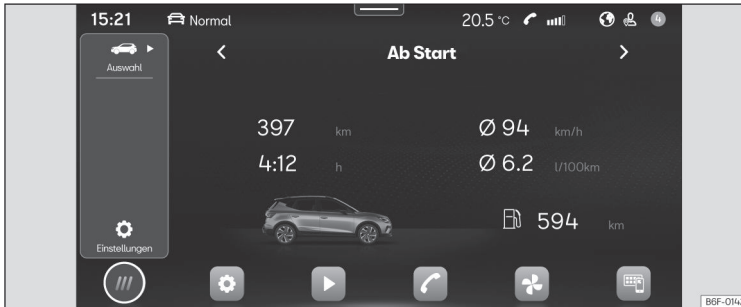 15:21 Normal 20.5 °C 4
Auswahl
Ab Start
397 km Ø 94 km/h
4:12 h Ø 6.2 l/100km
594 km
Einstellungen
B6F-014